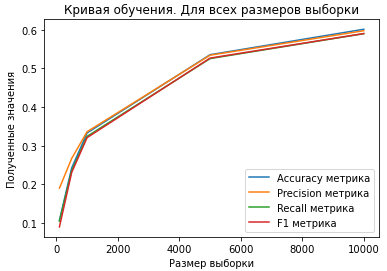 Кривая обучения. Для всех размеров выборки
Полученные значения
0.6
0.5
0.4
0.3
0.2
0.1
0
2000
4000
6000
8000
10000
Размер выборки
Accuracy метрика
Precision метрика
Recall метрика
F1 метрика